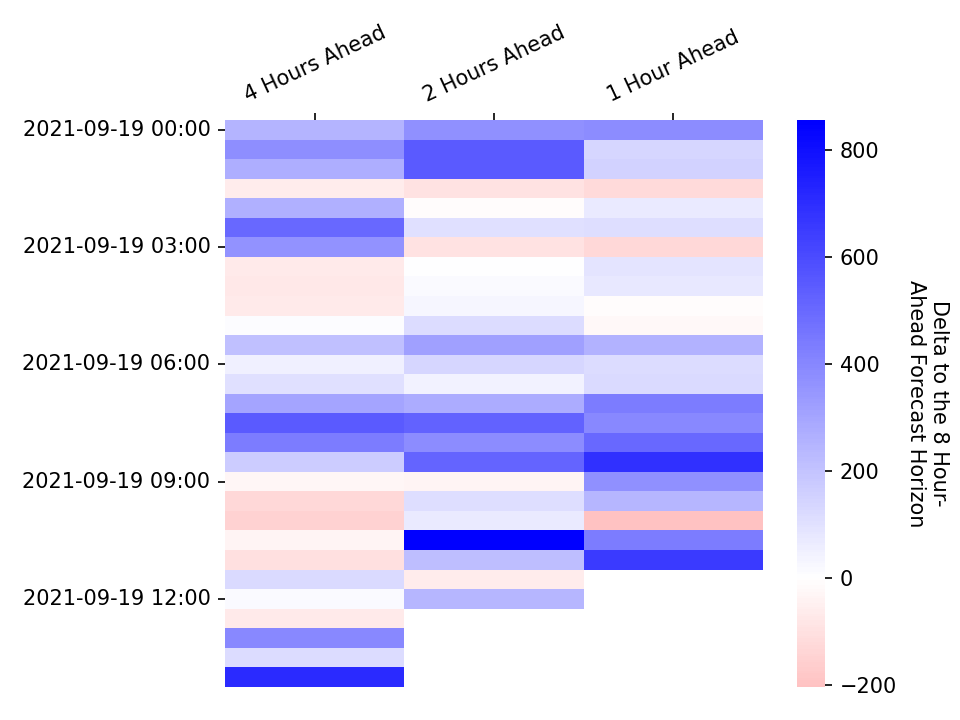 4 Hours Ahead
2 Hours Ahead
1 Hour Ahead
2021-09-19 00:00
2021-09-19 03:00
2021-09-19 06:00
2021-09-19 09:00
2021-09-19 12:00
800
600
400
200
0
−200
Delta to the 8 Hour-
Ahead Forecast Horizon